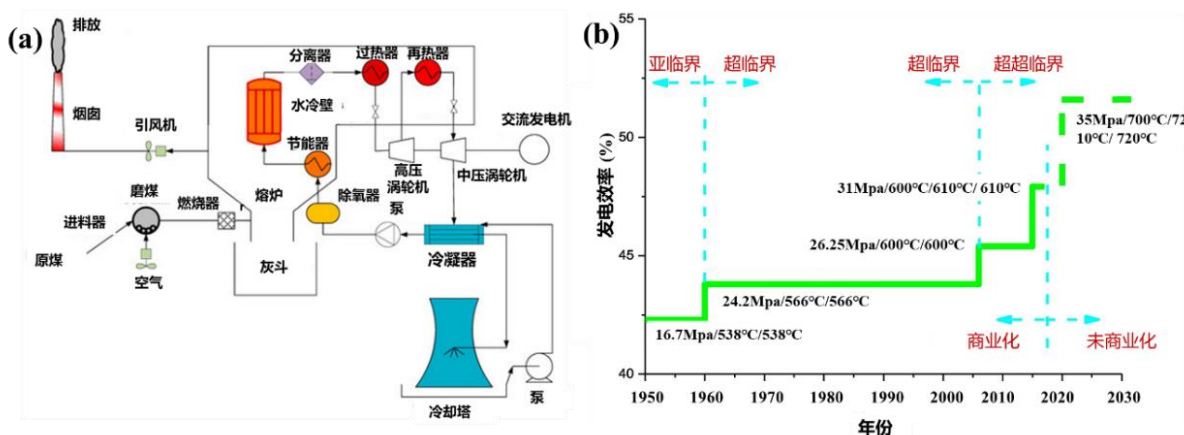 (a)
排放
烟囱
引风机
分离器
过热器
再热器
水冷壁
交流发电机
节能器
高压
涡轮机
中压涡轮机
磨煤
燃烧器
熔炉
除氧器
泵
进料器
原煤
空气
灰斗
冷凝器
冷却塔
泵
(b)
55
50
45
40
发电效率 (%)
亚临界
超临界
超临界
超超临界
35Mpa/700℃/72
10℃/ 720℃
31Mpa/600℃/610℃/ 610℃
26.25Mpa/600℃/600℃
24.2Mpa/566℃/566℃
16.7Mpa/538℃/538℃
商业化
未商业化
1950 1960 1970 1980 1990 2000 2010 2020 2030
年份